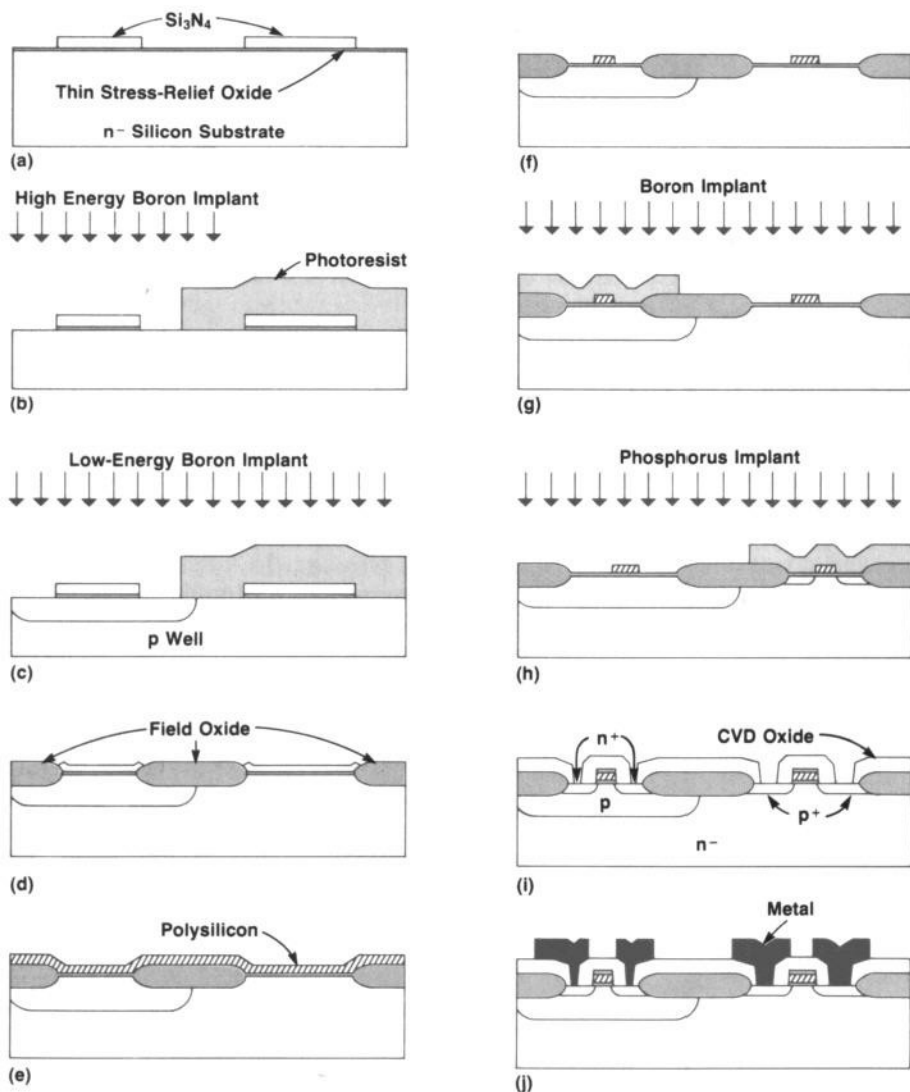 Si₃N₄
Thin Stress-Relief Oxide
n⁻ Silicon Substrate
(a)
High Energy Boron Implant
Photoresist
(b)
Low-Energy Boron Implant
p Well
(c)
Field Oxide
(d)
Polysilicon
(e)
(f)
Boron Implant
(g)
Phosphorus Implant
(h)
n⁺
CVD Oxide
p
p⁺
n⁻
(i)
Metal
(j)